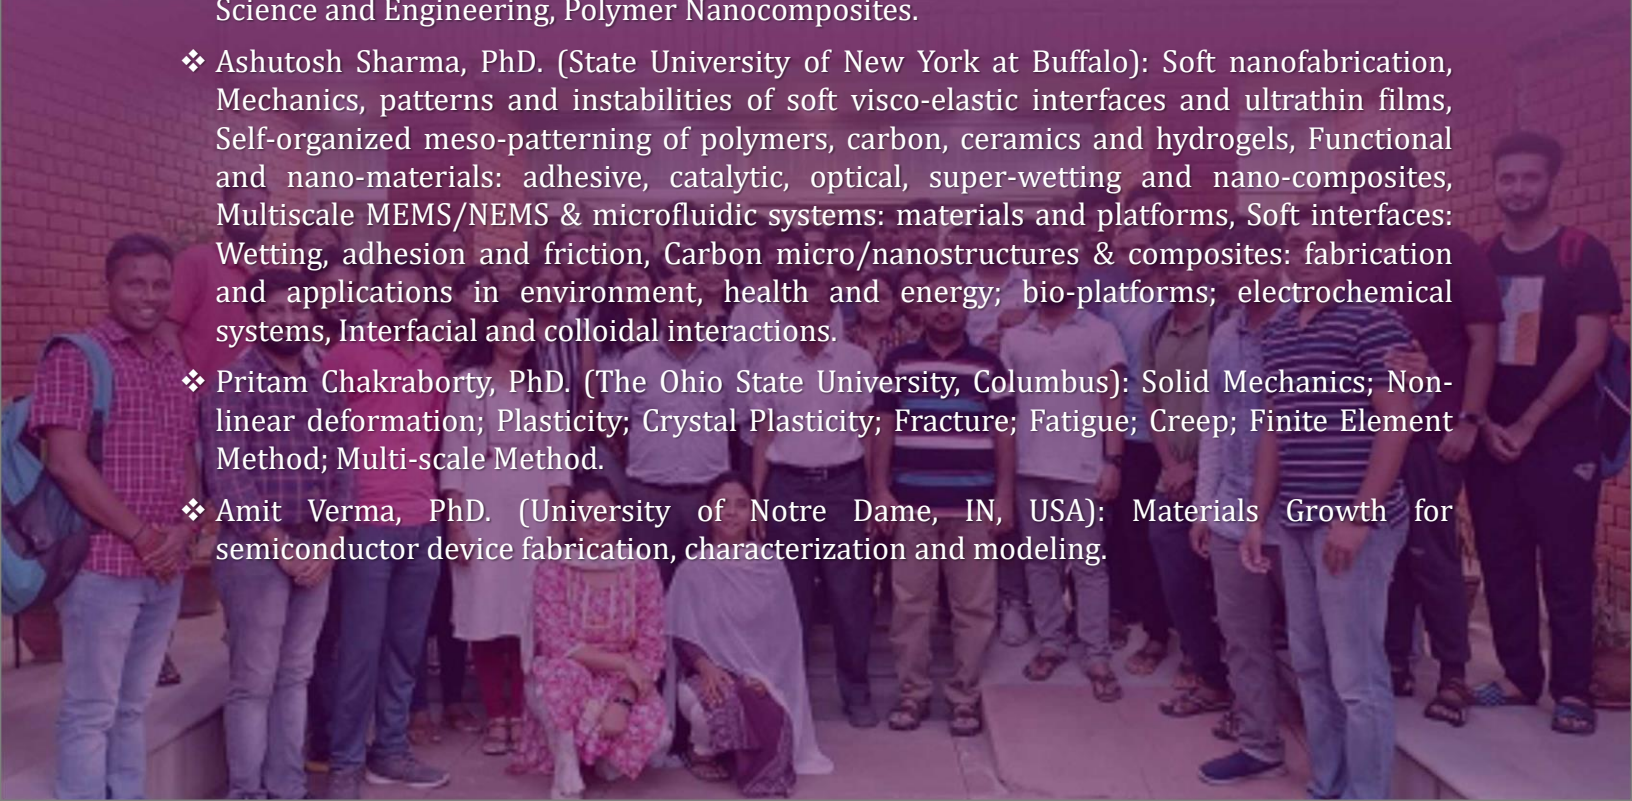 Science and Engineering, Polymer Nanocomposites.
❖ Ashutosh Sharma, PhD. (State University of New York at Buffalo): Soft nanofabrication,
Mechanics, patterns and instabilities of soft visco-elastic interfaces and ultrathin films,
Self-organized meso-patterning of polymers, carbon, ceramics and hydrogels, Functional
and nano-materials: adhesive, catalytic, optical, super-wetting and nano-composites,
Multiscale MEMS/NEMS & microfluidic systems: materials and platforms, Soft interfaces:
Wetting, adhesion and friction, Carbon micro/nanostructures & composites: fabrication
and applications in environment, health and energy; bio-platforms; electrochemical
systems, Interfacial and colloidal interactions.
❖ Pritam Chakraborty, PhD. (The Ohio State University, Columbus): Solid Mechanics; Non-
linear deformation; Plasticity; Crystal Plasticity; Fracture; Fatigue; Creep; Finite Element
Method; Multi-scale Method.
❖ Amit Verma, PhD. (University of Notre Dame, IN, USA): Materials Growth for
semiconductor device fabrication, characterization and modeling.